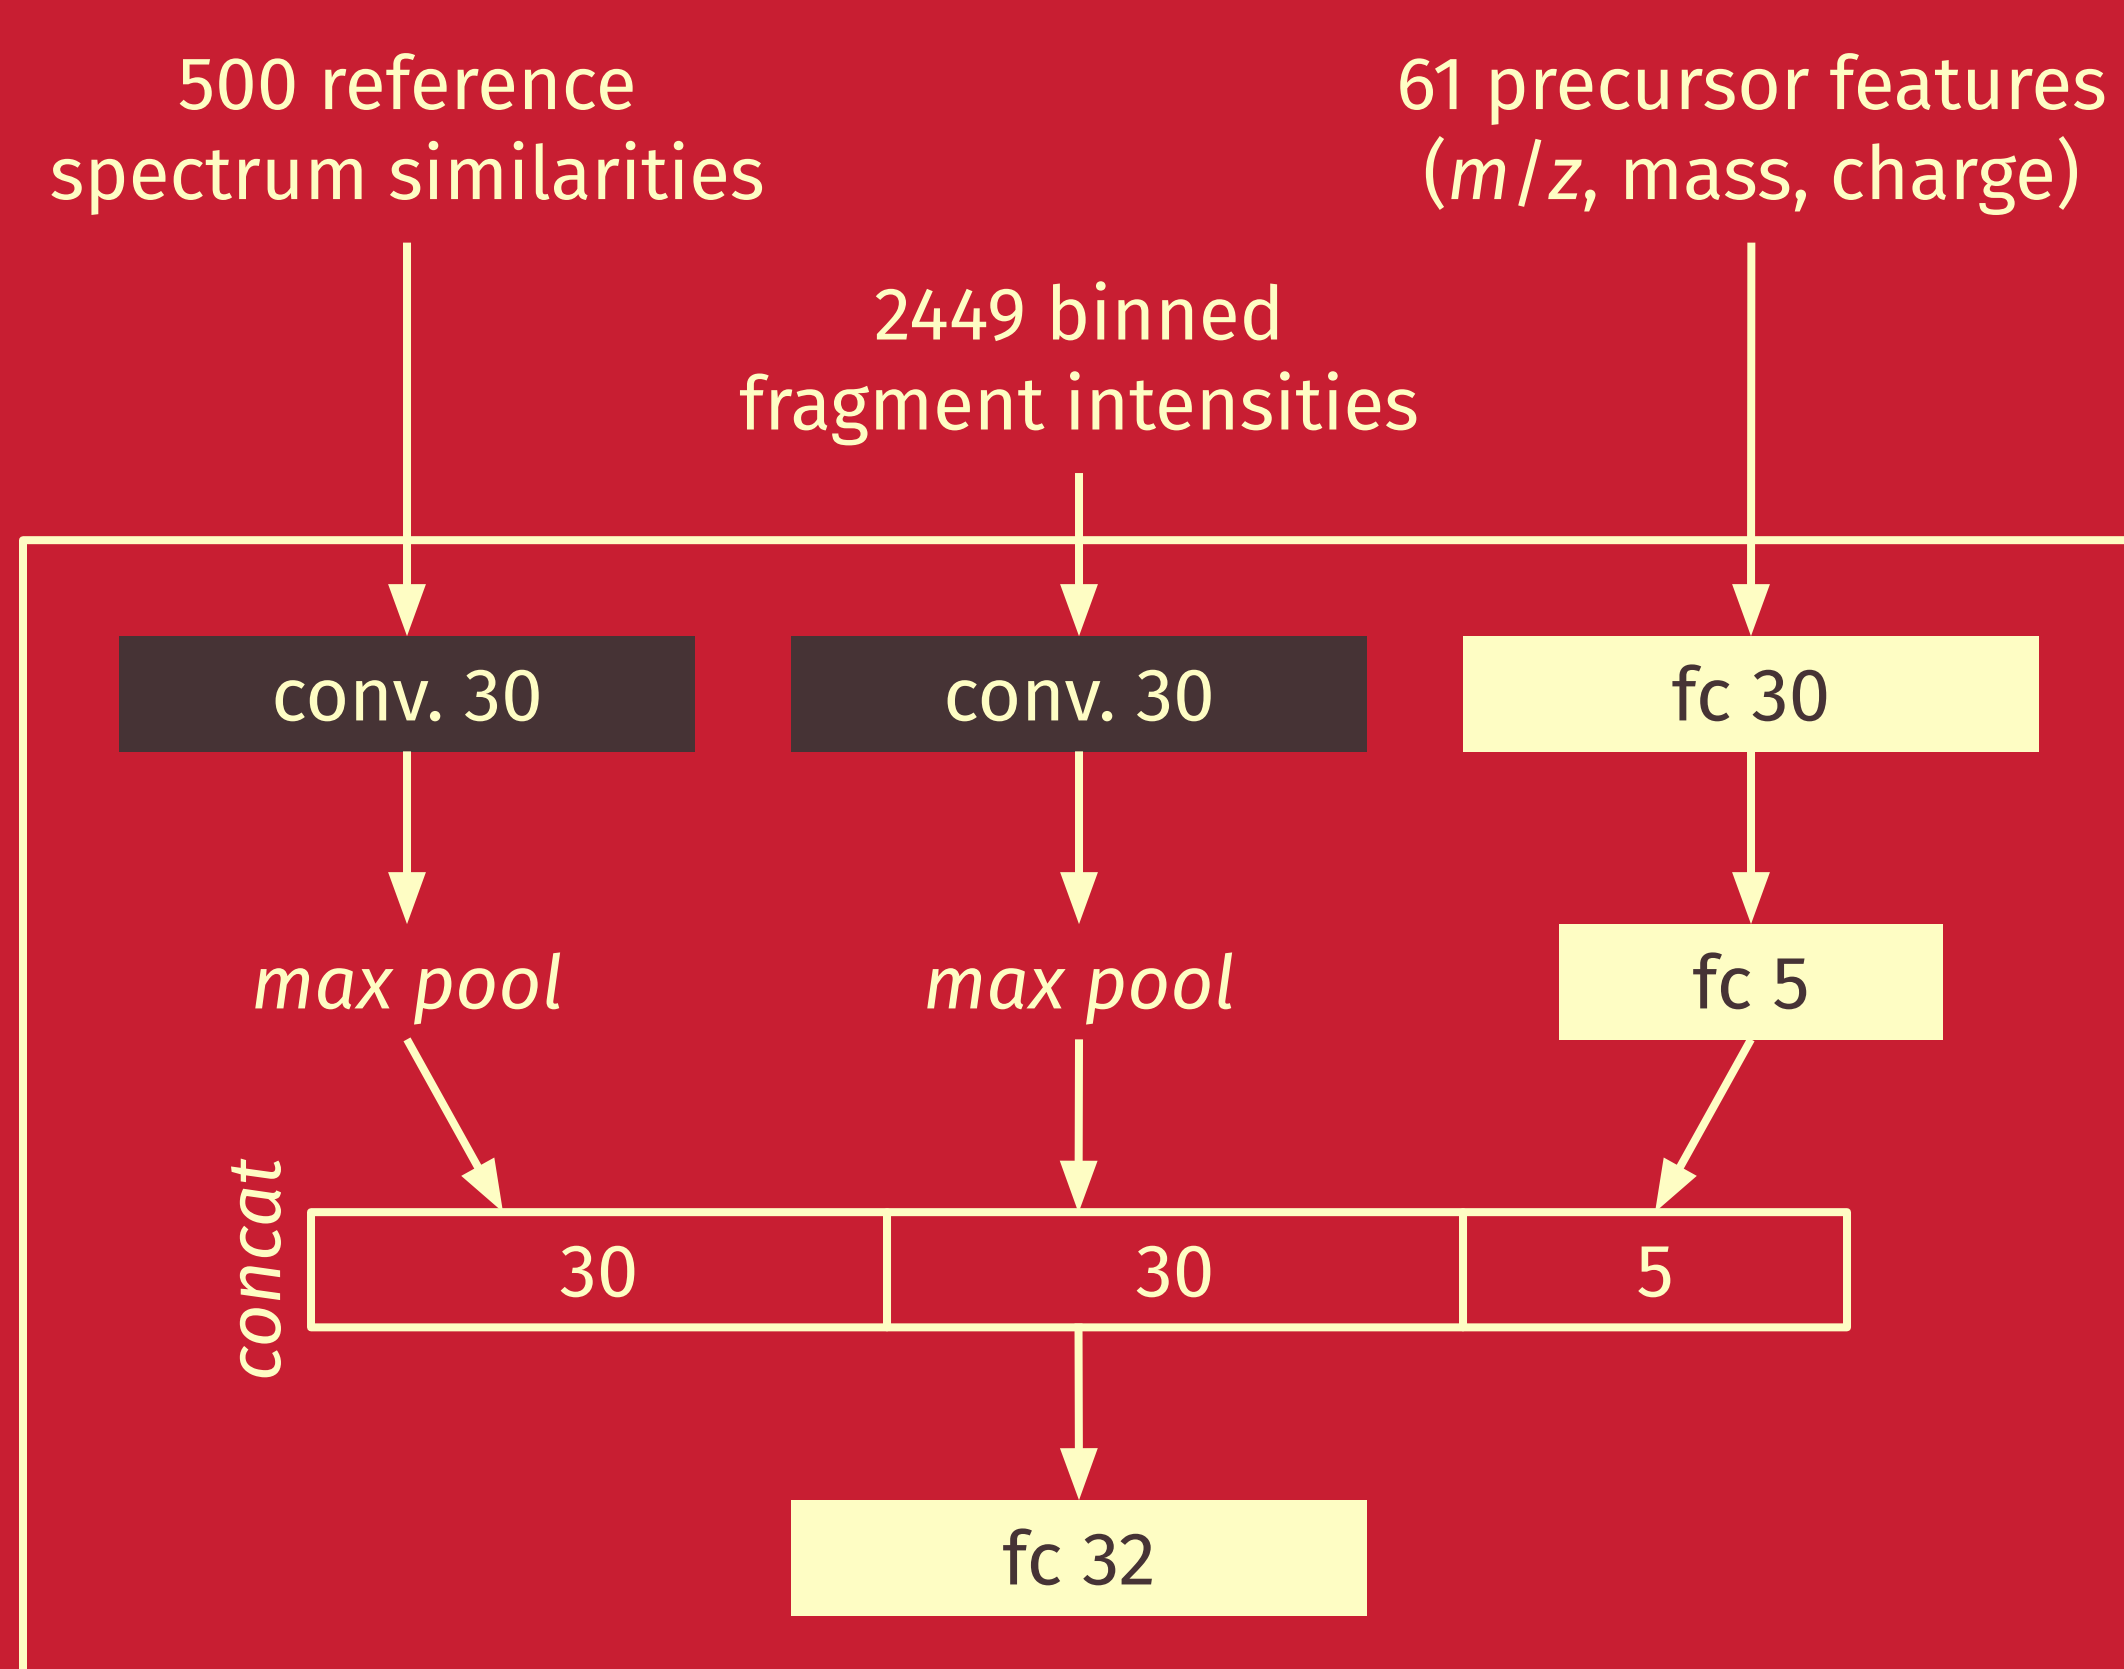 500 reference
spectrum similarities
61 precursor features
(m/z, mass, charge)
2449 binned
fragment intensities
conv. 30
conv. 30
fc 30
max pool
max pool
fc 5
concat
30
30
5
fc 32